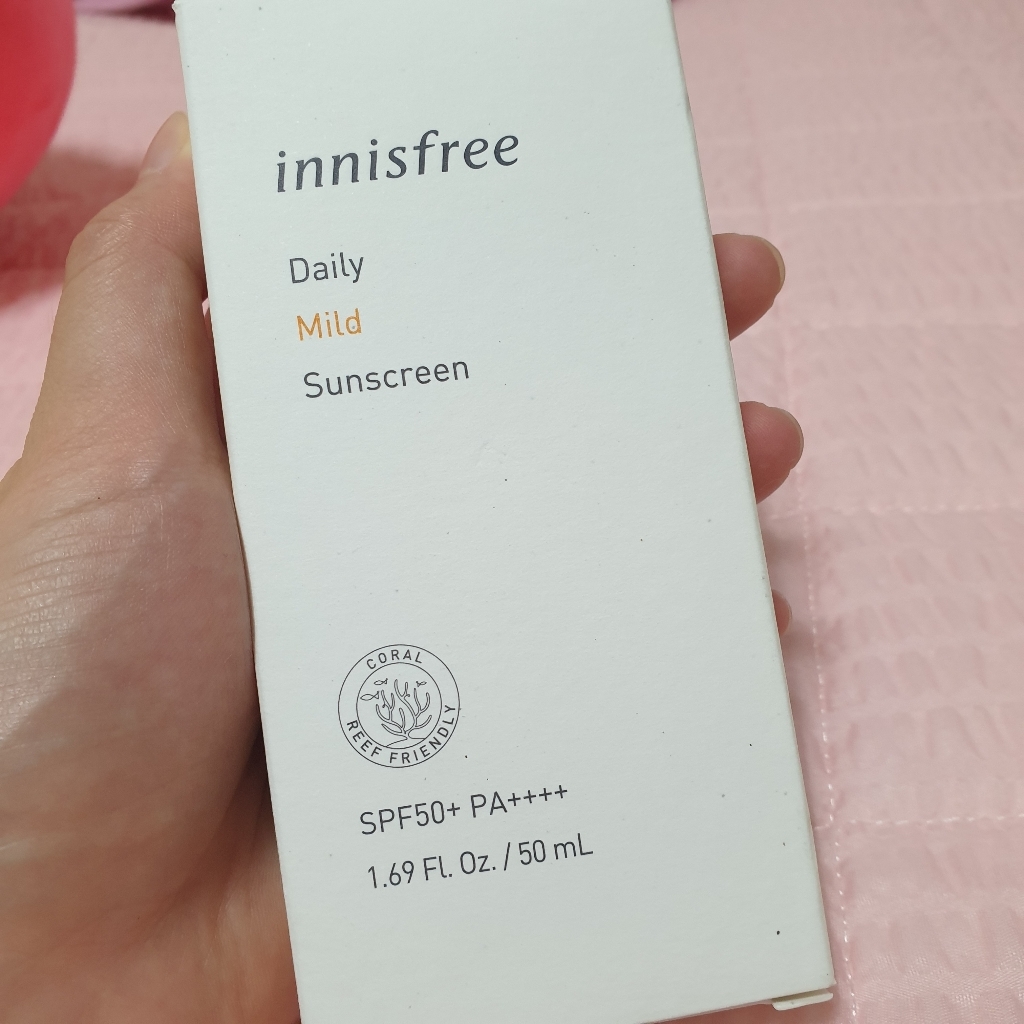 innisfree
Daily
Mild
Sunscreen
CORAL
REEF FRIENDLY
SPF50+ PA++++
1.69 Fl. Oz. / 50 mL